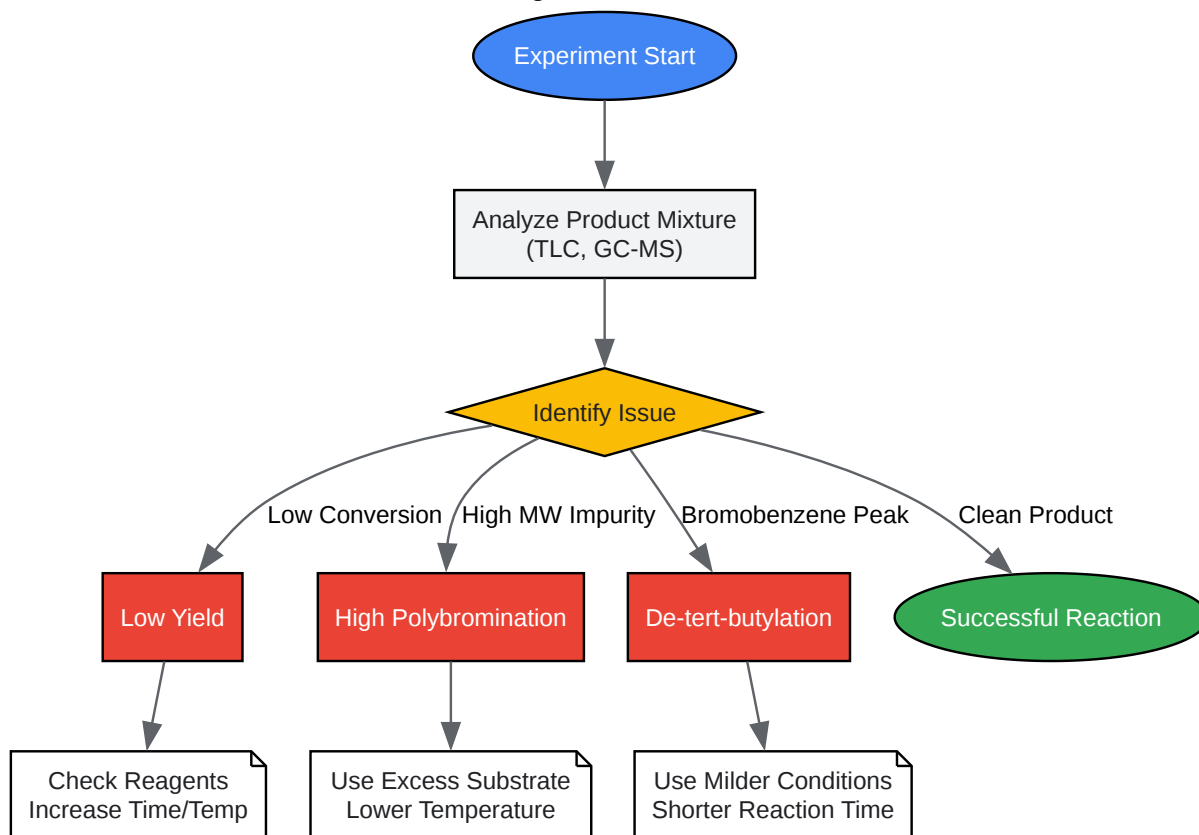 Experiment Start
Analyze Product Mixture
(TLC, GC-MS)
Identify Issue
Low Conversion
High MW Impurity
Bromobenzene Peak
Clean Product
Low Yield
High Polybromination
De-tert-butylation
Successful Reaction
Check Reagents
Increase Time/Temp
Use Excess Substrate
Lower Temperature
Use Milder Conditions
Shorter Reaction Time